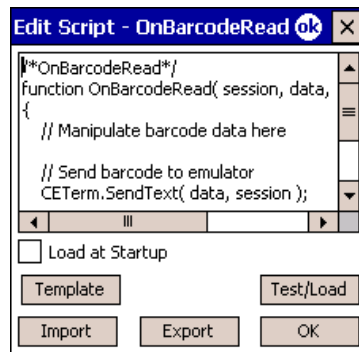 Edit Script - OnBarcodeRead ok
/*OnBarcodeRead*/
function OnBarcodeRead( session, data,
{
// Manipulate barcode data here
// Send barcode to emulator
CETerm.SendText( data, session );
Load at Startup
Template Test/Load
Import Export OK